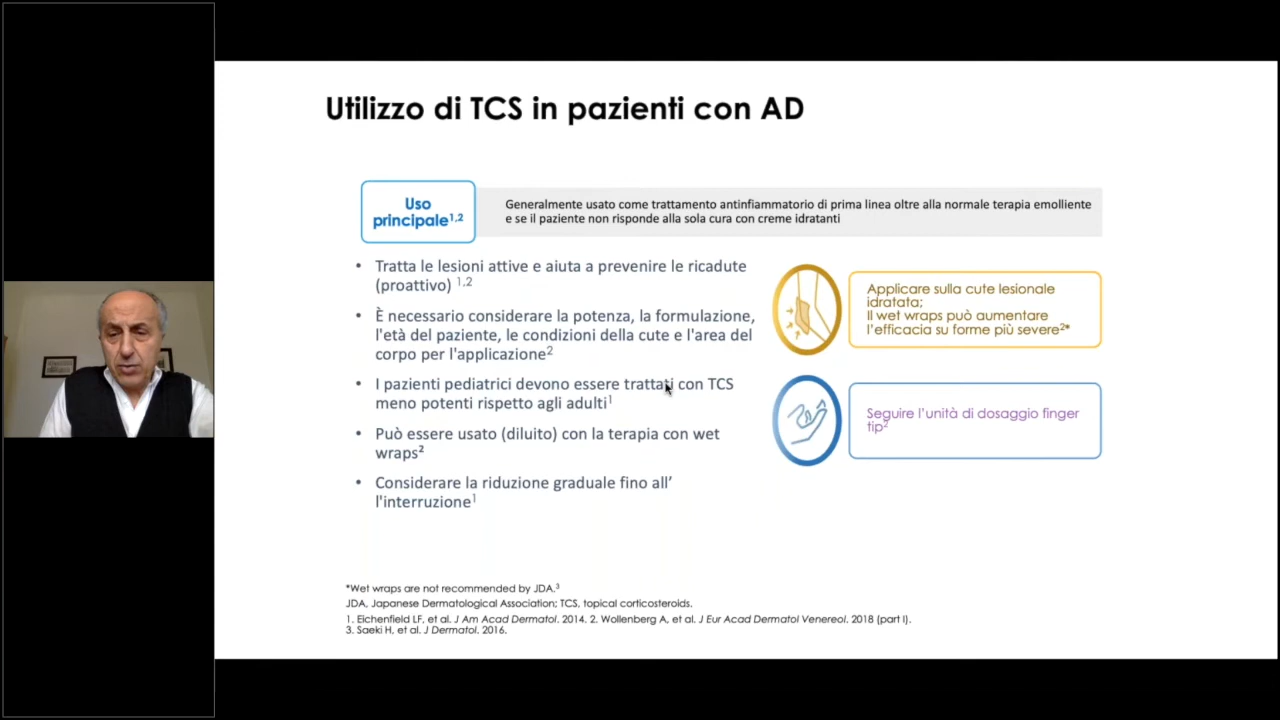 Utilizzo di TCS in pazienti con AD
Uso
principale1,2
Generalmente usato come trattamento antinfiammatorio di prima linea oltre alla normale terapia emolliente
e se il paziente non risponde alla sola cura con creme idratanti
• Tratta le lesioni attive e aiuta a prevenire le ricadute
(proattivo) 1,2
• È necessario considerare la potenza, la formulazione,
l'età del paziente, le condizioni della cute e l'area del
corpo per l'applicazione2
• I pazienti pediatrici devono essere trattati con TCS
meno potenti rispetto agli adulti1
• Può essere usato (diluito) con la terapia con wet
wraps2
• Considerare la riduzione graduale fino all’
l'interruzione1
Applicare sulla cute lesionale
idratata;
Il wet wraps può aumentare
l’efficacia su forme più severe2*
Seguire l’unità di dosaggio finger
tip2
*Wet wraps are not recommended by JDA.3
JDA, Japanese Dermatological Association; TCS, topical corticosteroids.
1. Eichenfield LF, et al. J Am Acad Dermatol. 2014. 2. Wollenberg A, et al. J Eur Acad Dermatol Venereol. 2018 (part I).
3. Saeki H, et al. J Dermatol. 2016.